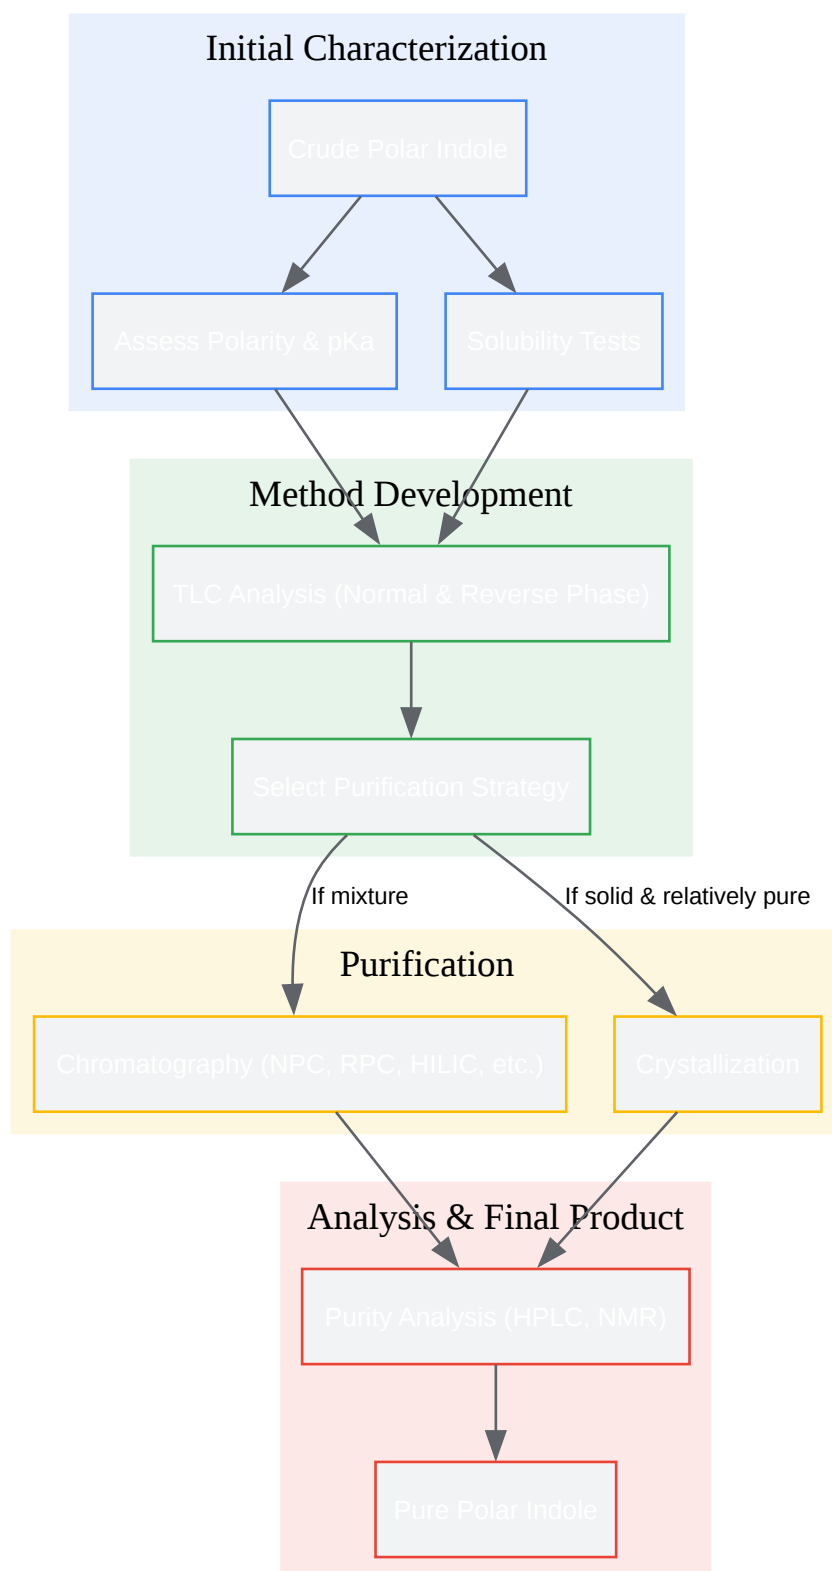 Initial Characterization
Crude Polar Indole
Assess Polarity & pKa
Solubility Tests
Method Development
TLC Analysis (Normal & Reverse Phase)
Select Purification Strategy
If mixture
If solid & relatively pure
Purification
Chromatography (NPC, RPC, HILIC, etc.)
Crystallization
Analysis & Final Product
Purity Analysis (HPLC, NMR)
Pure Polar Indole